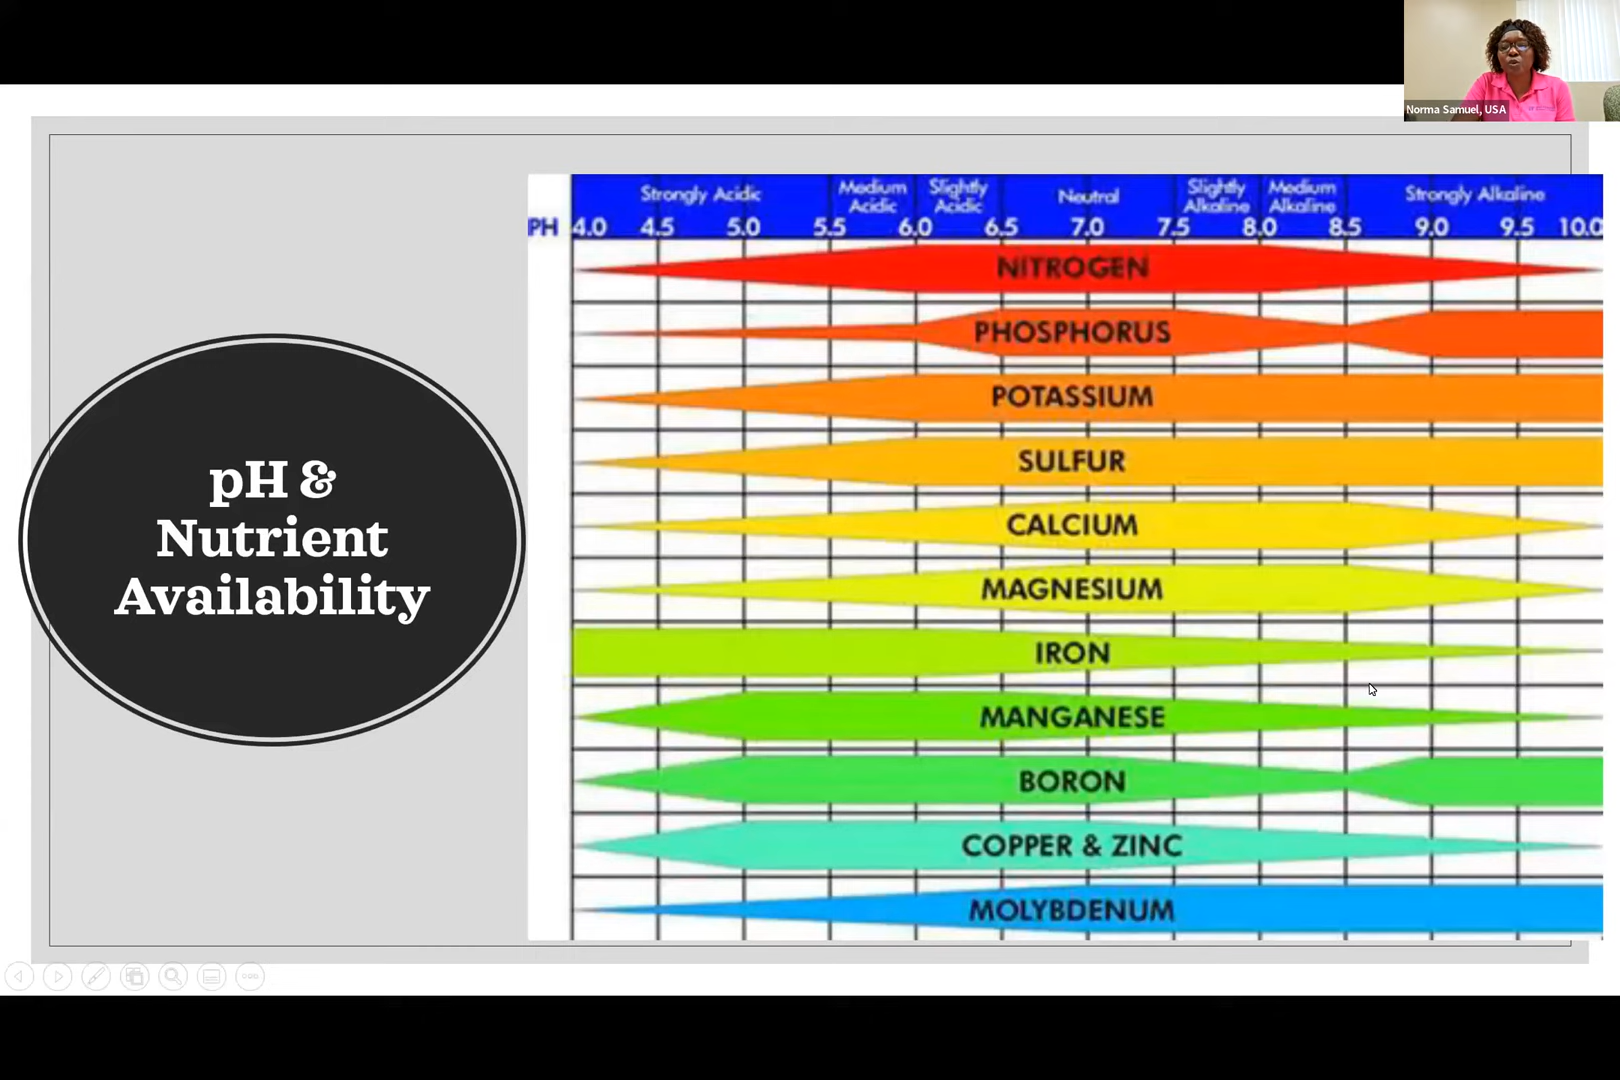 Norma Samuel, USA
pH &
Nutrient
Availability
Strongly Acidic
Medium
Acidic
Slightly
Acidic
Neutral
Slightly
Alkaline
Medium
Alkaline
Strongly Alkaline
PH 4.0 4.5 5.0 5.5 6.0 6.5 7.0 7.5 8.0 8.5 9.0 9.5 10.0
NITROGEN
PHOSPHORUS
POTASSIUM
SULFUR
CALCIUM
MAGNESIUM
IRON
MANGANESE
BORON
COPPER & ZINC
MOLYBDENUM